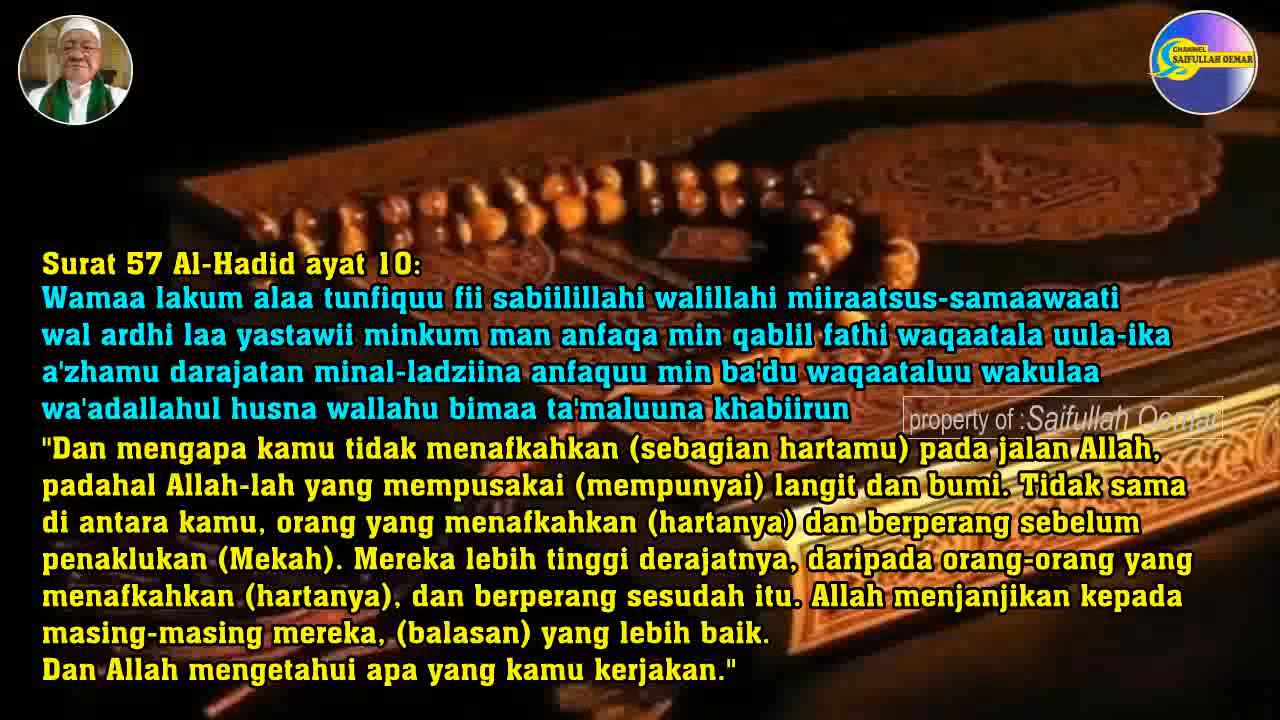 CHANNEL
SAIFULLAH OEMAR
Surat 57 Al-Hadid ayat 10:
Wamaa lakum alaa tunfiquu fii sabiilillahi walillahi miiraatsus-samaawaati
wal ardhi laa yastawii minkum man anfaqa min qablil fathi waqaatala uula-ika
a'zhamu darajatan minal-ladziina anfaquu min ba'du waqaataluu wakulaa
wa'adallahul husna wallahu bimaa ta'maluuna khabiirun
property of :Saifullah Oemar
"Dan mengapa kamu tidak menafkahkan (sebagian hartamu) pada jalan Allah,
padahal Allah-lah yang mempusakai (mempunyai) langit dan bumi. Tidak sama
di antara kamu, orang yang menafkahkan (hartanya) dan berperang sebelum
penaklukan (Mekah). Mereka lebih tinggi derajatnya, daripada orang-orang yang
menafkahkan (hartanya), dan berperang sesudah itu. Allah menjanjikan kepada
masing-masing mereka, (balasan) yang lebih baik.
Dan Allah mengetahui apa yang kamu kerjakan."